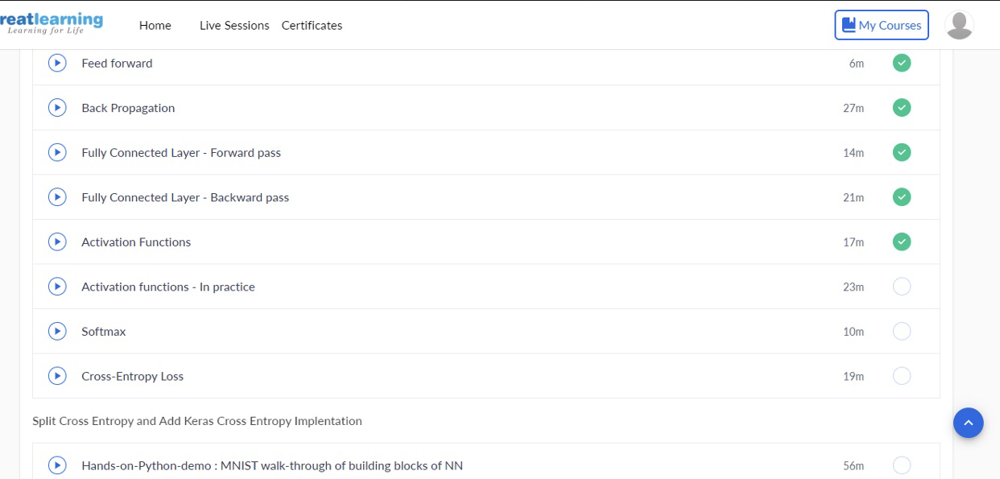 reatlearning
Learning for Life
Home Live Sessions Certificates My Courses
Feed forward 6m
Back Propagation 27m
Fully Connected Layer - Forward pass 14m
Fully Connected Layer - Backward pass 21m
Activation Functions 17m
Activation functions - In practice 23m
Softmax 10m
Cross-Entropy Loss 19m
Split Cross Entropy and Add Keras Cross Entropy Implentation
Hands-on-Python-demo : MNIST walk-through of building blocks of NN 56m